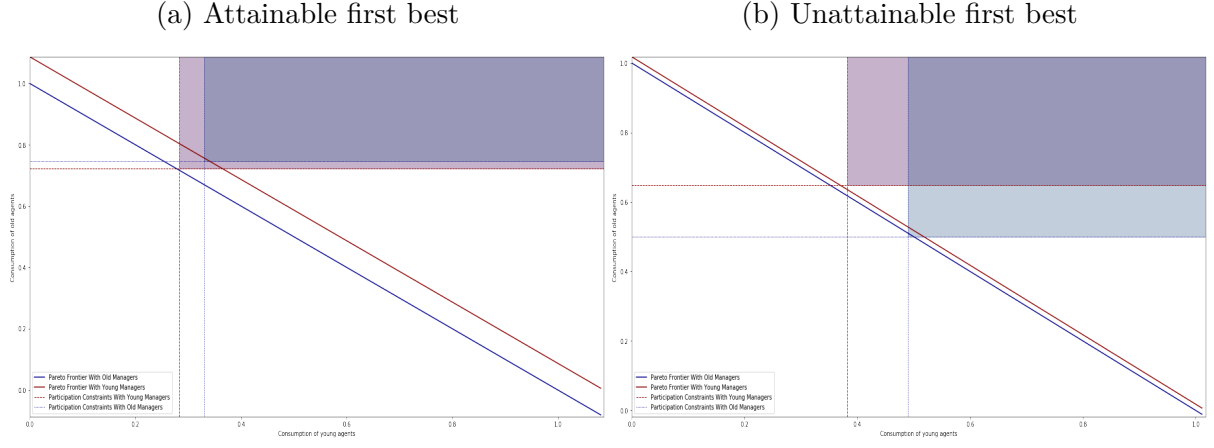 (a) Attainable first best
(b) Unattainable first best
1.0
0.8
0.6
0.4
0.2
0.0
Consumption of old agents
Pareto Frontier With Old Managers
Pareto Frontier With Young Managers
Participation Constraints With Young Managers
Participation Constraints With Old Managers
0.0 0.2 0.4 0.6 0.8 1.0
Consumption of young agents
1.0
0.8
0.6
0.4
0.2
0.0
Consumption of old agents
Pareto Frontier With Old Managers
Pareto Frontier With Young Managers
Participation Constraints With Young Managers
Participation Constraints With Old Managers
0.0 0.2 0.4 0.6 0.8 1.0
Consumption of young agents